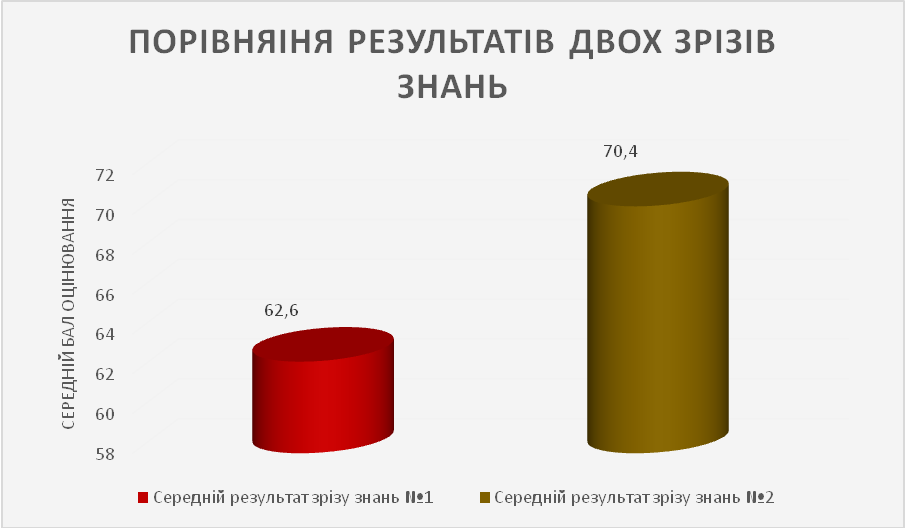 ПОРІВНЯІНЯ РЕЗУЛЬТАТІВ ДВОХ ЗРІЗІВ
ЗНАНЬ
СЕРЕДНІЙ БАЛ ОЦІНЮВАННЯ
72
70
68
66
64
62
60
58
62,6
70,4
Середній результат зрізу знань №1
Середній результат зрізу знань №2